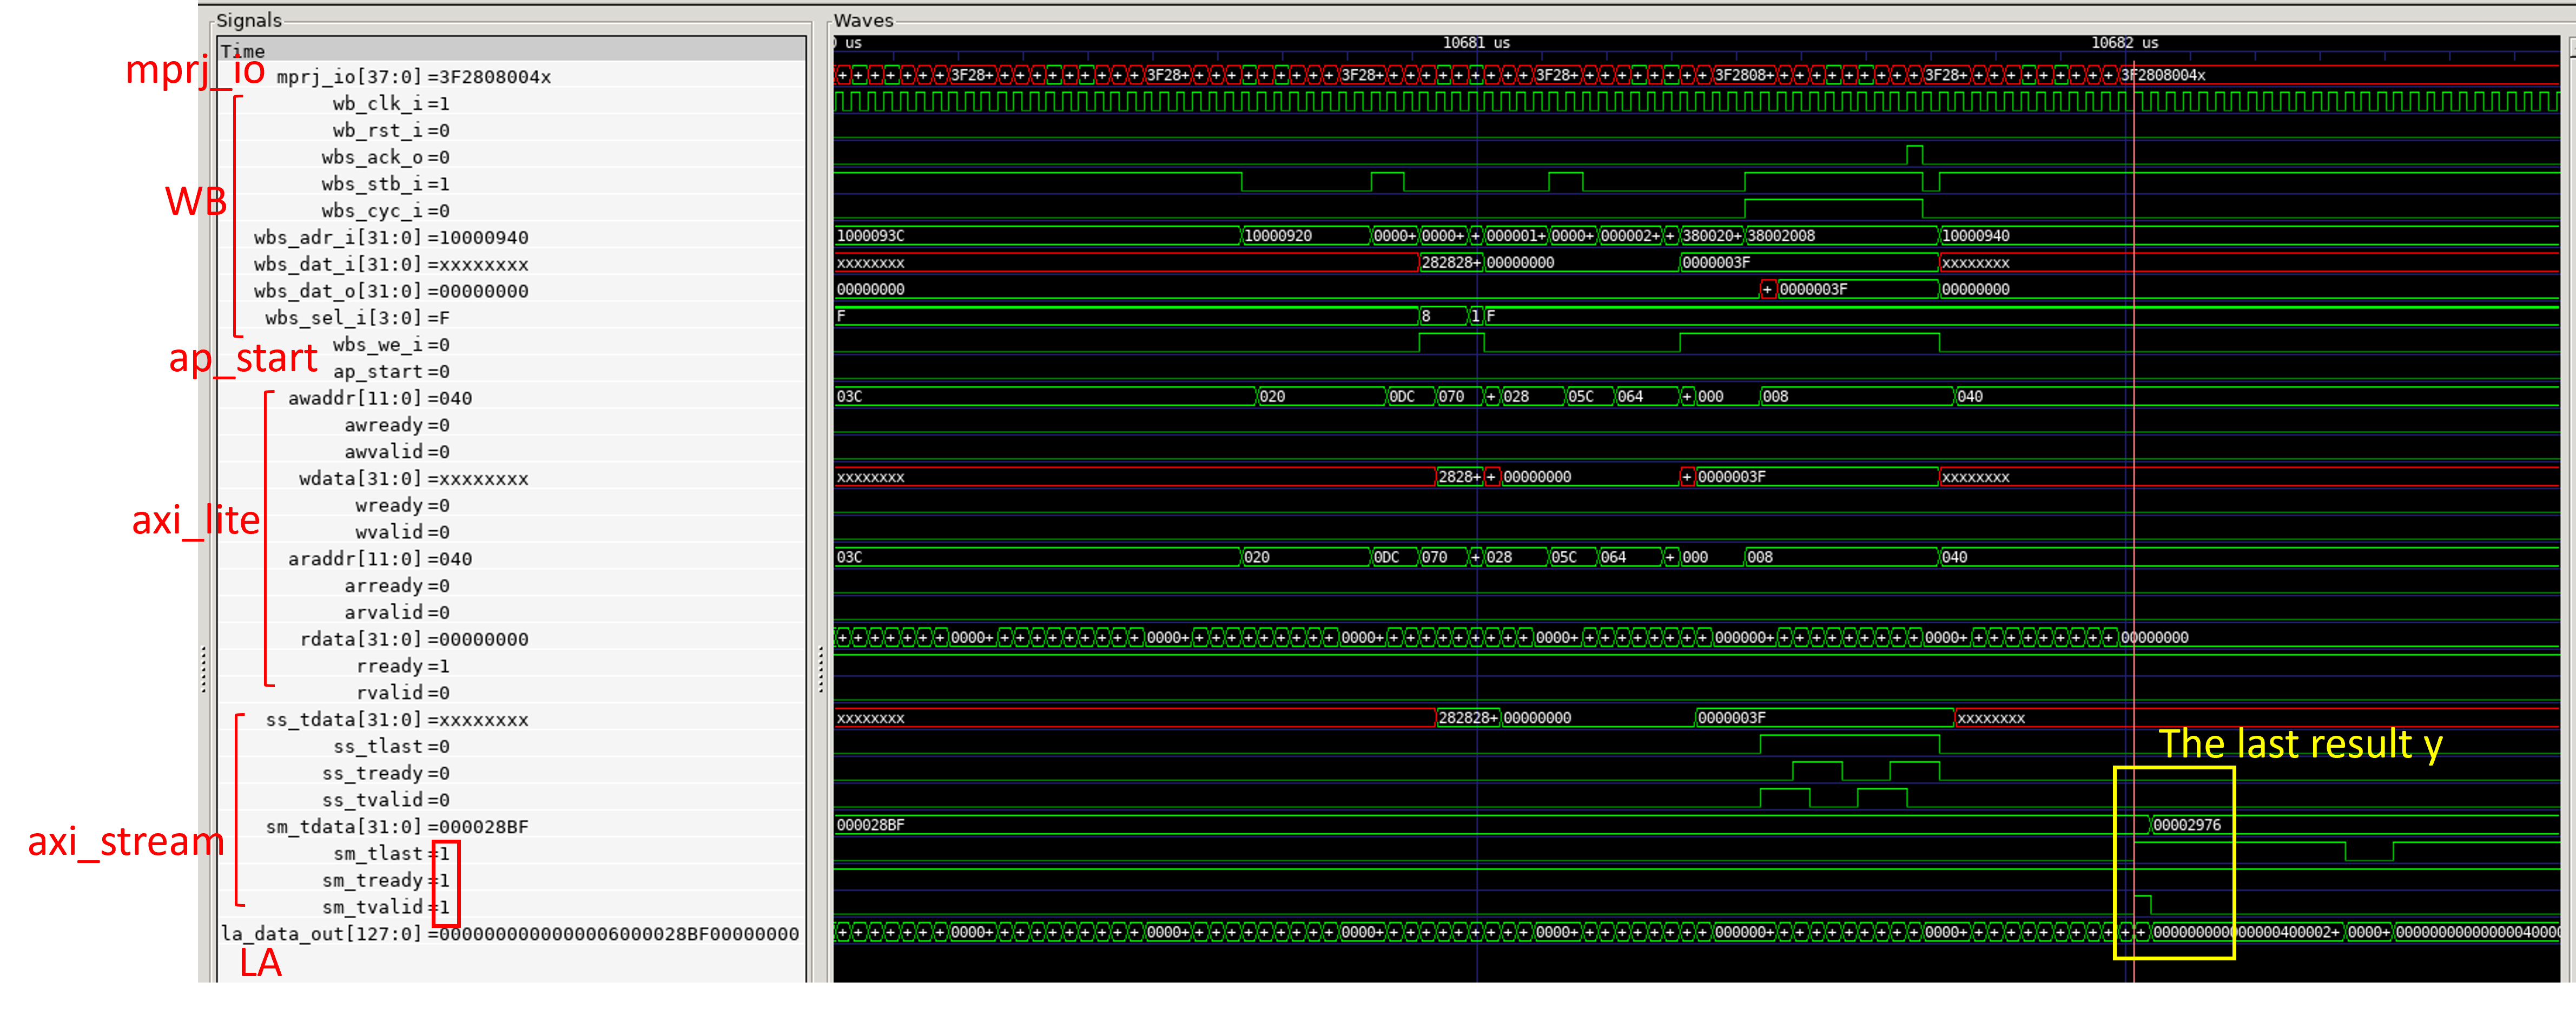 Signals
Waves
Time
0 us 10681 us 10682 us
mprj_io
mprj_io[37:0] =3F2808004x
+ + + + + + + 3F28+ + + + + + + + + + 3F28+ + + + + + + + + + 3F28+ + + + + + + + + + 3F28+ + + + + + + + + 3F2808+ + + + + + + + + + 3F28+ + + + + + + + + + 3F2808004x
wb_clk_i =1
wb_rst_i =0
wbs_ack_o =0
WB
wbs_stb_i =1
wbs_cyc_i =0
wbs_adr_i[31:0] =10000940
1000093C 10000920 0000+ 0000+ + 000001+ 0000+ 000002+ + 380020+ 38002008 10000940
wbs_dat_i[31:0] =xxxxxxxx
xxxxxxxx 282828+ 00000000 0000003F xxxxxxxx
wbs_dat_o[31:0] =00000000
00000000 + 0000003F 00000000
wbs_sel_i[3:0] =F
F 8 1 F
wbs_we_i =0
ap_start
ap_start =0
awaddr[11:0] =040
03C 020 0DC 070 + 028 05C 064 + 000 008 040
awready =0
awvalid =0
wdata[31:0] =xxxxxxxx
xxxxxxxx 2828+ + 00000000 + 0000003F xxxxxxxx
wready =0
axi_lite
wvalid =0
araddr[11:0] =040
03C 020 0DC 070 + 028 05C 064 + 000 008 040
arready =0
arvalid =0
rdata[31:0] =00000000
+ + + + + + + 0000+ + + + + + + + + + 0000+ + + + + + + + + + 0000+ + + + + + + + + + 0000+ + + + + + + + + 000000+ + + + + + + + + + 0000+ + + + + + + + + + 00000000
rready =1
rvalid =0
ss_tdata[31:0] =xxxxxxxx
xxxxxxxx 282828+ 00000000 0000003F xxxxxxxx
ss_tlast =0
The last result y
ss_tready =0
ss_tvalid =0
sm_tdata[31:0] =000028BF
000028BF 00002976
axi_stream
sm_tlast =1
sm_tready =1
sm_tvalid =1
la_data_out[127:0] =0000000000000006000028BF00000000
+ + + + + + + 0000+ + + + + + + + + + 0000+ + + + + + + + + + 0000+ + + + + + + + + + 0000+ + + + + + + + + 000000+ + + + + + + + + + 0000+ + + + + + + + + + + + 0000000000000000400002+ 0000+
LA